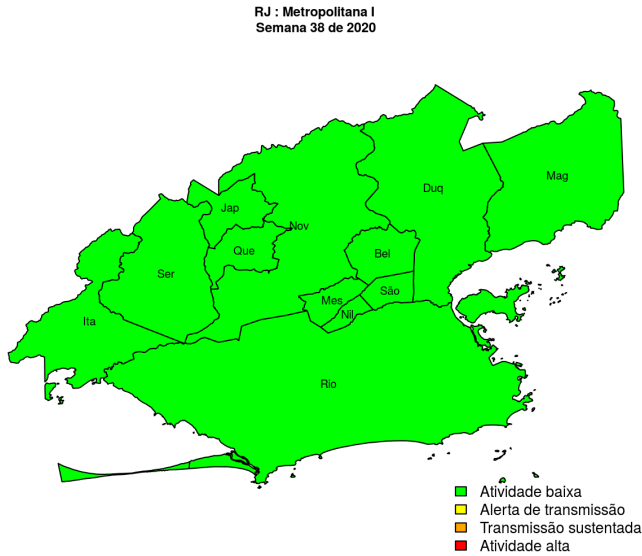 RJ : Metropolitana I
Semana 38 de 2020
Mag
Duq
Jap
Nov
Que
Bel
Ser
São
Mes
Nil
Ita
Rio
Atividade baixa
Alerta de transmissão
Transmissão sustentada
Atividade alta